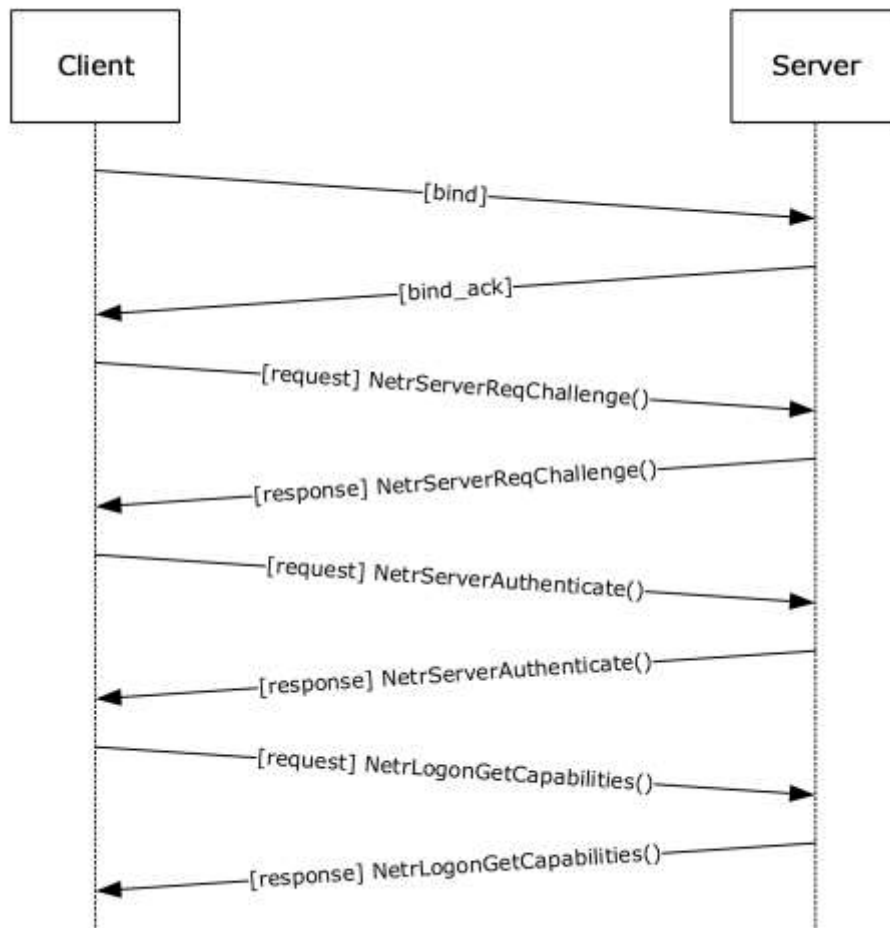 Client
Server
[bind]
[bind_ack]
[request] NetrServerReqChallenge()
[response] NetrServerReqChallenge()
[request] NetrServerAuthenticate()
[response] NetrServerAuthenticate()
[request] NetrLogonGetCapabilities()
[response] NetrLogonGetCapabilities()